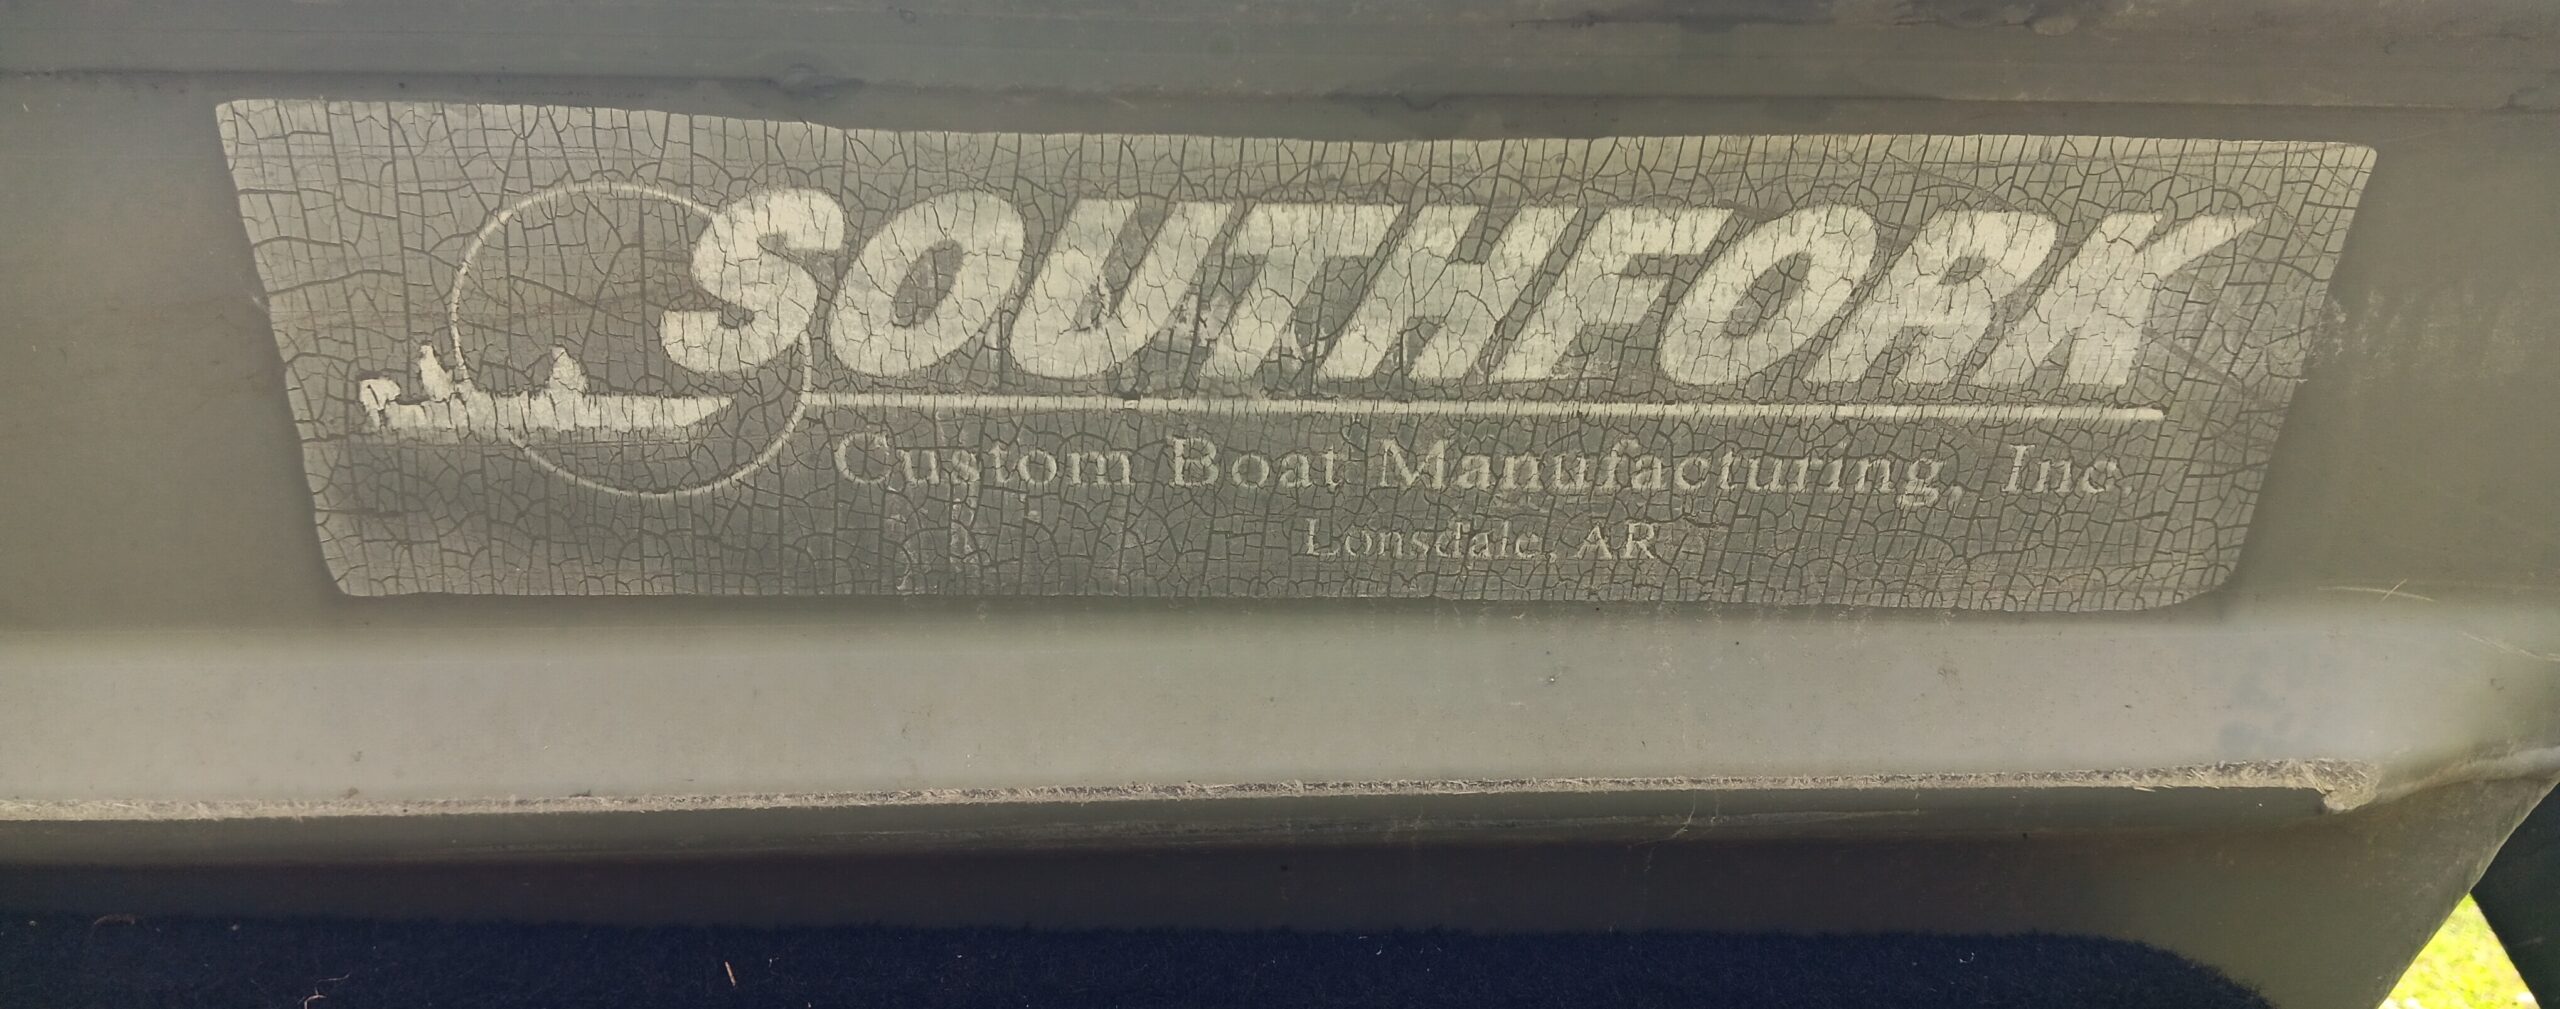 SOUTHFORK
Custom Boat Manufacturing, Inc.
Lonsdale, AR